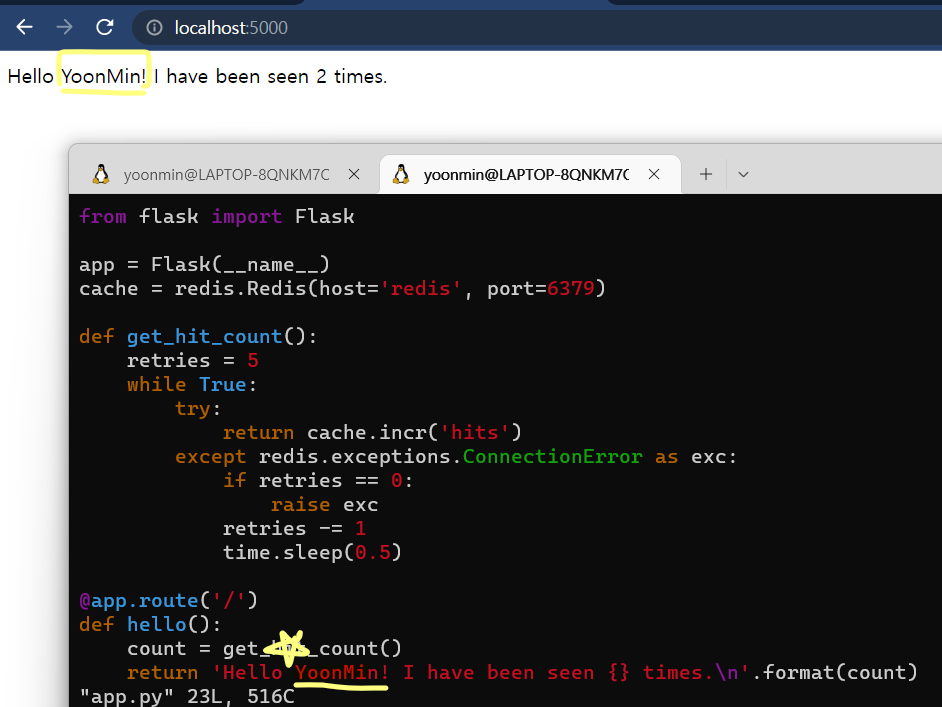 localhost:5000
Hello YoonMin! I have been seen 2 times.
yoonmin@LAPTOP-8QNKM7C yoonmin@LAPTOP-8QNKM7C
from flask import Flask
app = Flask(__name__)
cache = redis.Redis(host='redis', port=6379)
def get_hit_count():
    retries = 5
    while True:
        try:
            return cache.incr('hits')
        except redis.exceptions.ConnectionError as exc:
            if retries == 0:
                raise exc
            retries -= 1
            time.sleep(0.5)
@app.route('/')
def hello():
    count = get_ _count()
    return 'Hello YoonMin! I have been seen {} times.\n'.format(count)
"app.py" 23L, 516C